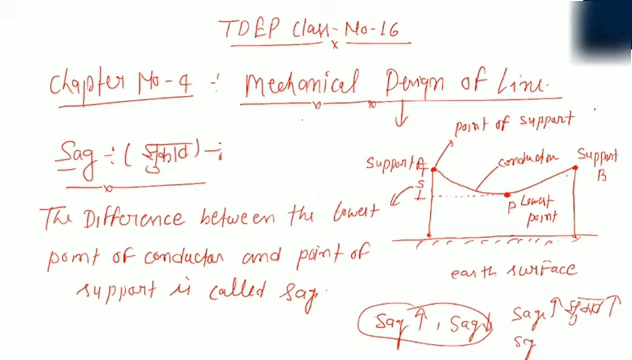 TDEP Class-No-16
Chapter No-4 :- Mechanical Design of Line.
Sag :- (झुकाव) -:
The Difference between the lowest
point of conductor and point of
support is called Sag.
point of support
Support A
conductor
Support
B
S
P Lowest
point
earth surface
Sag ↑, Sag↓
Sag ↑ झुकाव ↑
Sg